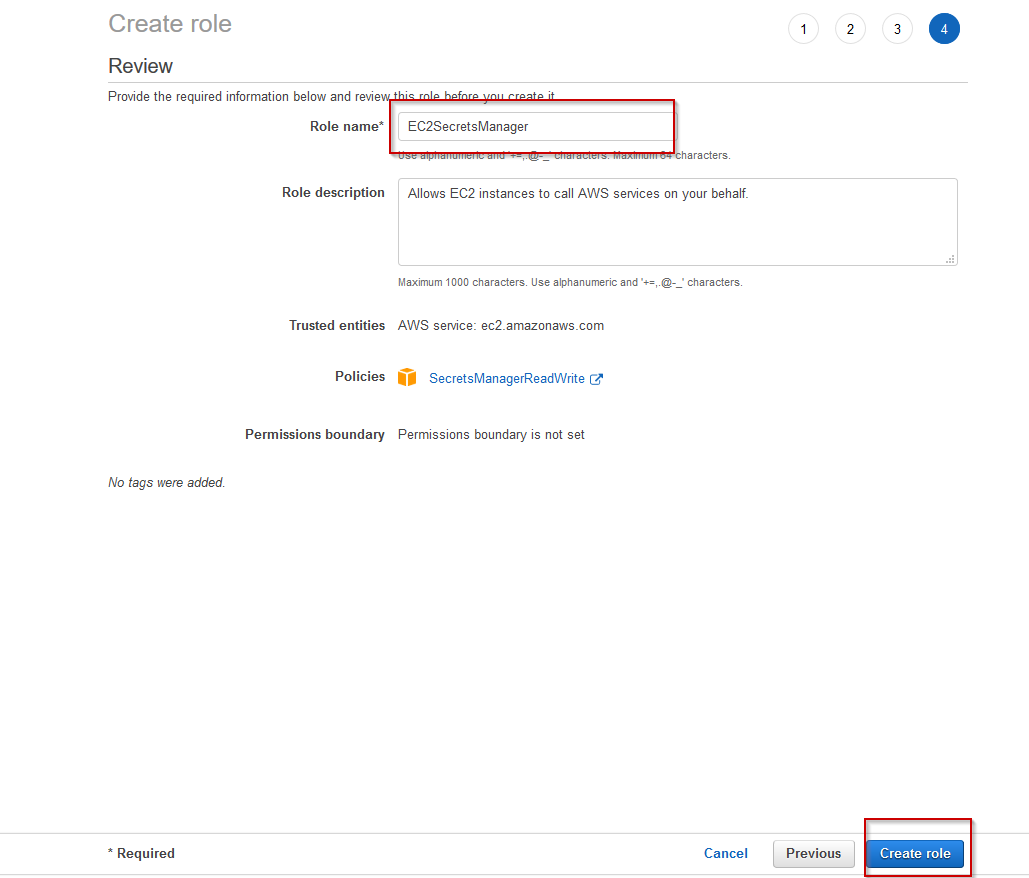 Create role
1 2 3 4
Review
Provide the required information below and review this role before you create it.
Role name* EC2SecretsManager
Use alphanumeric and '+=,.@-_' characters. Maximum 64 characters.
Role description Allows EC2 instances to call AWS services on your behalf.
Maximum 1000 characters. Use alphanumeric and '+=,.@-_' characters.
Trusted entities AWS service: ec2.amazonaws.com
Policies SecretsManagerReadWrite
Permissions boundary Permissions boundary is not set
No tags were added.
* Required Cancel Previous Create role